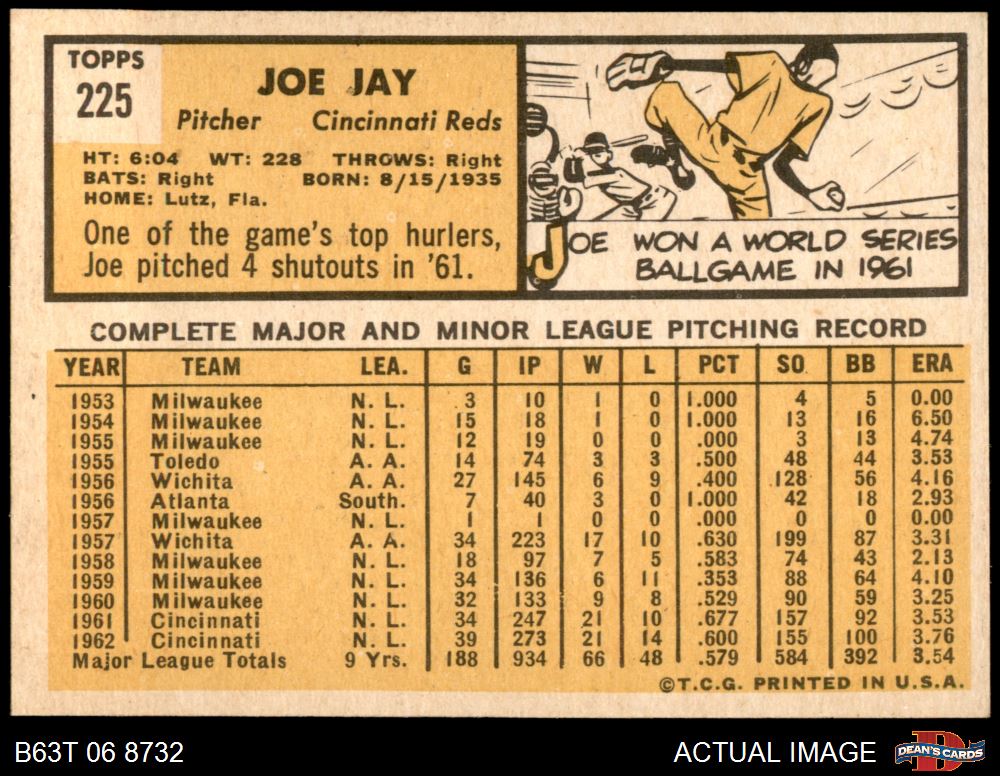 TOPPS
225
JOE JAY
Pitcher Cincinnati Reds
HT: 6:04 WT: 228 THROWS: Right
BATS: Right BORN: 8/15/1935
HOME: Lutz, Fla.
One of the game's top hurlers,
Joe pitched 4 shutouts in '61.
JOE WON A WORLD SERIES
BALLGAME IN 1961
COMPLETE MAJOR AND MINOR LEAGUE PITCHING RECORD
YEAR TEAM LEA. G IP W L PCT SO BB ERA
1953 Milwaukee N. L. 3 10 1 0 1.000 4 5 0.00
1954 Milwaukee N. L. 15 18 1 0 1.000 13 16 6.50
1955 Milwaukee N. L. 12 19 0 0 .000 3 13 4.74
1955 Toledo A. A. 14 74 3 3 .500 48 44 3.53
1956 Wichita A. A. 27 145 6 9 .400 128 56 4.16
1956 Atlanta South. 7 40 3 0 1.000 42 18 2.93
1957 Milwaukee N. L. 1 1 0 0 .000 0 0 0.00
1957 Wichita A. A. 34 223 17 10 .630 199 87 3.31
1958 Milwaukee N. L. 18 97 7 5 .583 74 43 2.13
1959 Milwaukee N. L. 34 136 6 11 .353 88 64 4.10
1960 Milwaukee N. L. 32 133 9 8 .529 90 59 3.25
1961 Cincinnati N. L. 34 247 21 10 .677 157 92 3.53
1962 Cincinnati N. L. 39 273 21 14 .600 155 100 3.76
Major League Totals 9 Yrs. 188 934 66 48 .579 584 392 3.54
©T.C.G. PRINTED IN U.S.A.
B63T 06 8732 ACTUAL IMAGE D DEAN'S CARDS